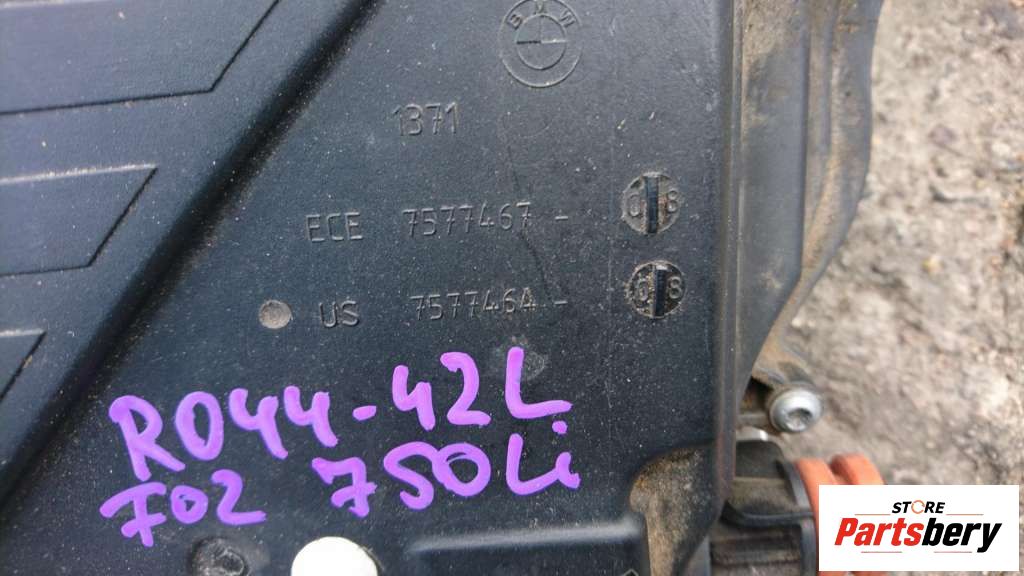 BMW
1371
ECE 7577467 -
08
US 7577464 -
08
R044-42L
F02 750Li
STORE
Partsbery